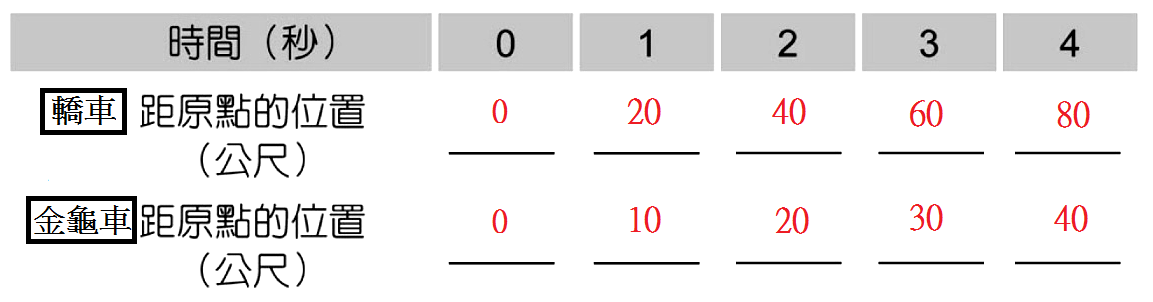 時間（秒） 0 1 2 3 4
轎車 距原點的位置 0 20 40 60 80
（公尺）
金龜車 距原點的位置 0 10 20 30 40
（公尺）